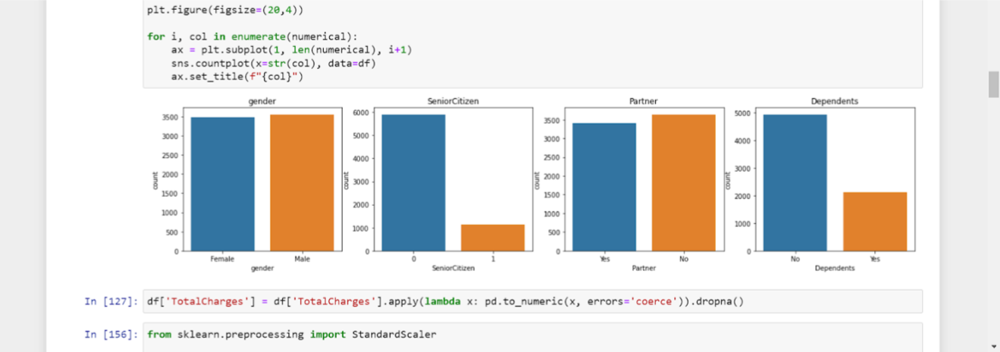 plt.figure(figsize=(20,4))
for i, col in enumerate(numerical):
    ax = plt.subplot(1, len(numerical), i+1)
    sns.countplot(x=str(col), data=df)
    ax.set_title(f"{col}")
gender
3500
3000
2500
2000
1500
1000
500
0
count
Female Male
gender
SeniorCitizen
6000
5000
4000
3000
2000
1000
0
count
0 1
SeniorCitizen
Partner
3500
3000
2500
2000
1500
1000
500
0
count
Yes No
Partner
Dependents
5000
4000
3000
2000
1000
0
count
No Yes
Dependents
In [127]: df['TotalCharges'] = df['TotalCharges'].apply(lambda x: pd.to_numeric(x, errors='coerce')).dropna()
In [156]: from sklearn.preprocessing import StandardScaler